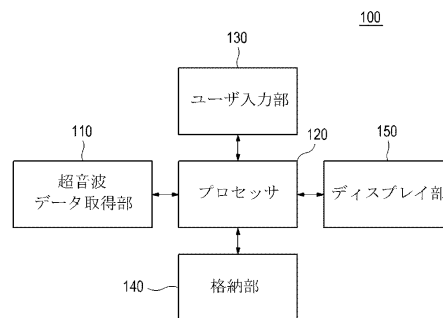 100
130
ユーザ入力部
110
120
150
超音波
データ取得部
プロセッサ
ディスプレイ部
140
格納部